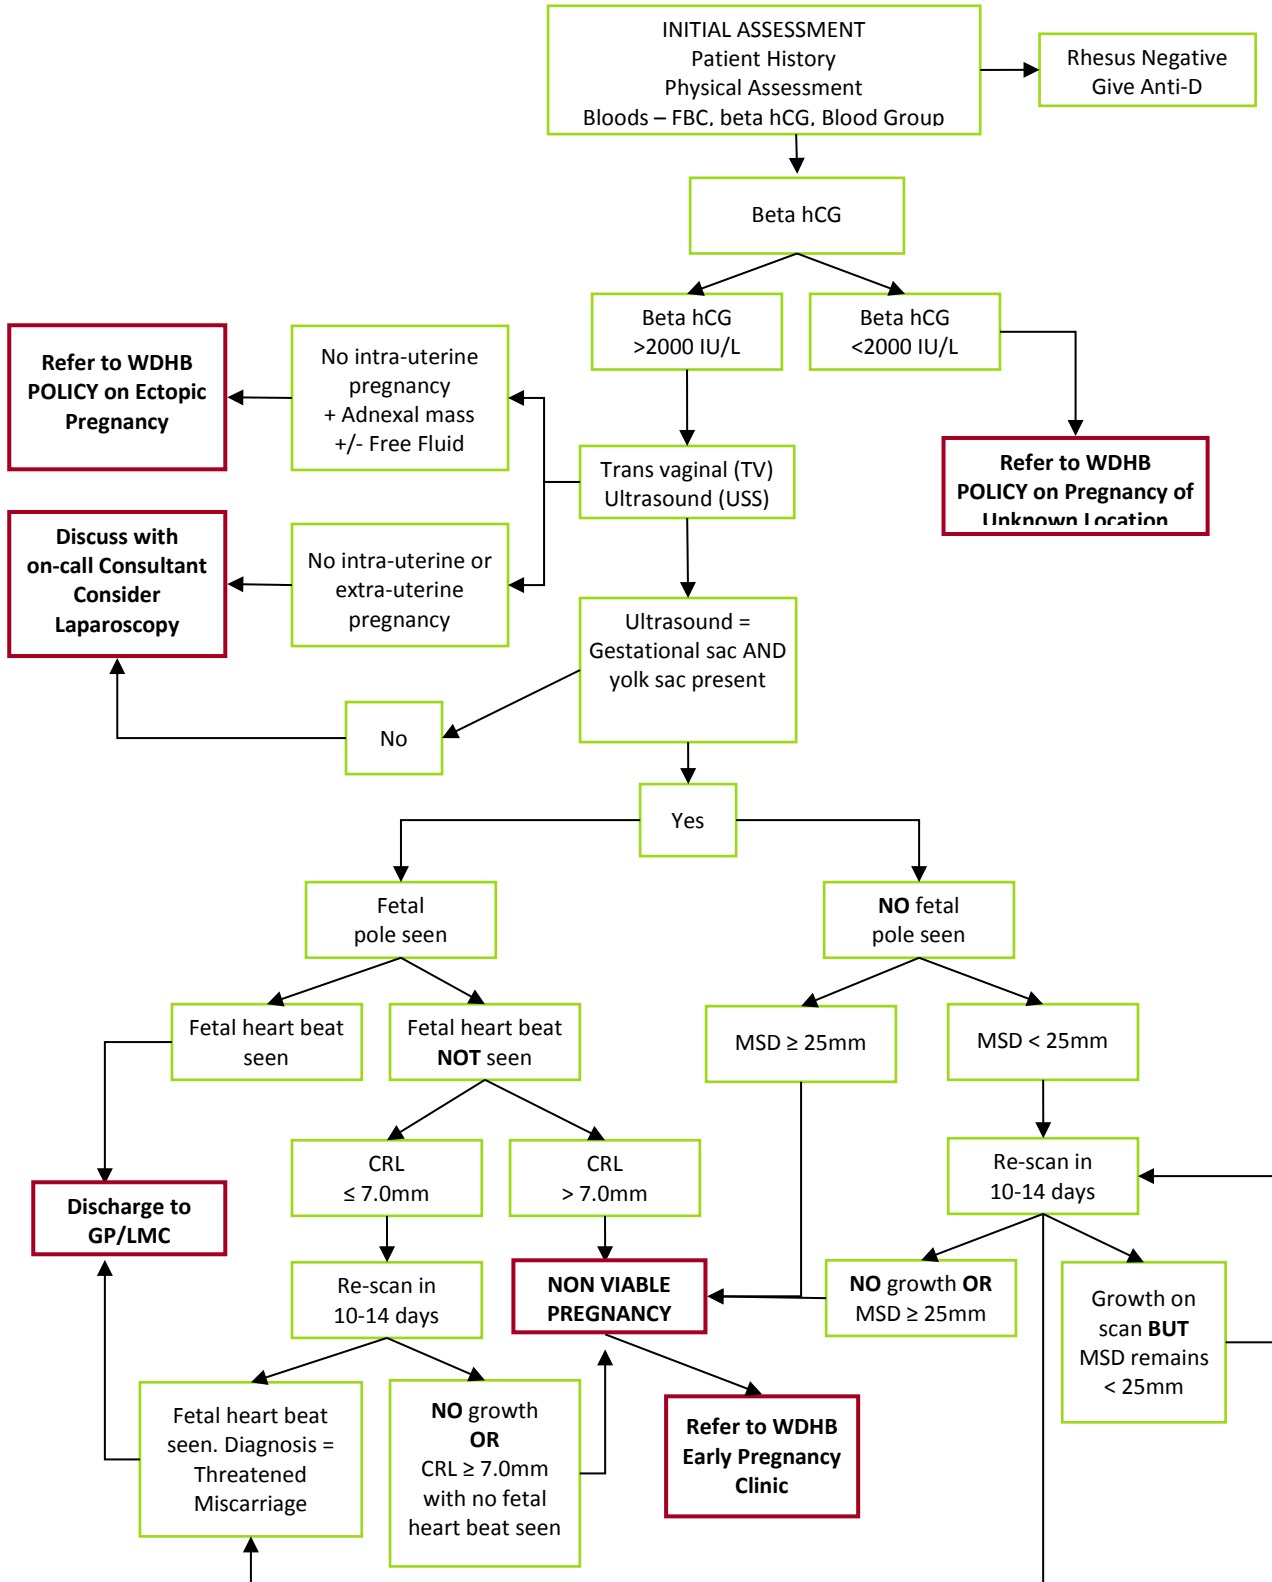 INITIAL ASSESSMENT
Patient History
Physical Assessment
Bloods – FBC, beta hCG, Blood Group
Rhesus Negative
Give Anti-D
Beta hCG
Beta hCG
>2000 IU/L
Beta hCG
<2000 IU/L
Refer to WDHB
POLICY on Ectopic
Pregnancy
No intra-uterine
pregnancy
+ Adnexal mass
+/- Free Fluid
Trans vaginal (TV)
Ultrasound (USS)
Refer to WDHB
POLICY on Pregnancy of
Unknown Location
Discuss with
on-call Consultant
Consider
Laparoscopy
No intra-uterine or
extra-uterine
pregnancy
Ultrasound =
Gestational sac AND
yolk sac present
No
Yes
Fetal
pole seen
NO fetal
pole seen
Fetal heart beat
seen
Fetal heart beat
NOT seen
MSD ≥ 25mm
MSD < 25mm
CRL
≤ 7.0mm
CRL
> 7.0mm
Re-scan in
10-14 days
Discharge to
GP/LMC
Re-scan in
10-14 days
NON VIABLE
PREGNANCY
NO growth OR
MSD ≥ 25mm
Growth on
scan BUT
MSD remains
< 25mm
Fetal heart beat
seen. Diagnosis =
Threatened
Miscarriage
NO growth
OR
CRL ≥ 7.0mm
with no fetal
heart beat seen
Refer to WDHB
Early Pregnancy
Clinic